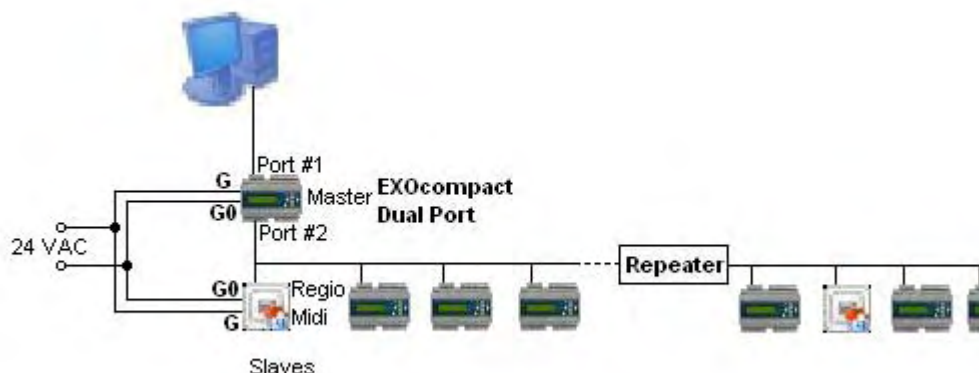 Port #1
G
Master
EXOcompact
Dual Port
G0
Port #2
24 VAC
Repeater
G0
Regio
Midi
G
Slaves